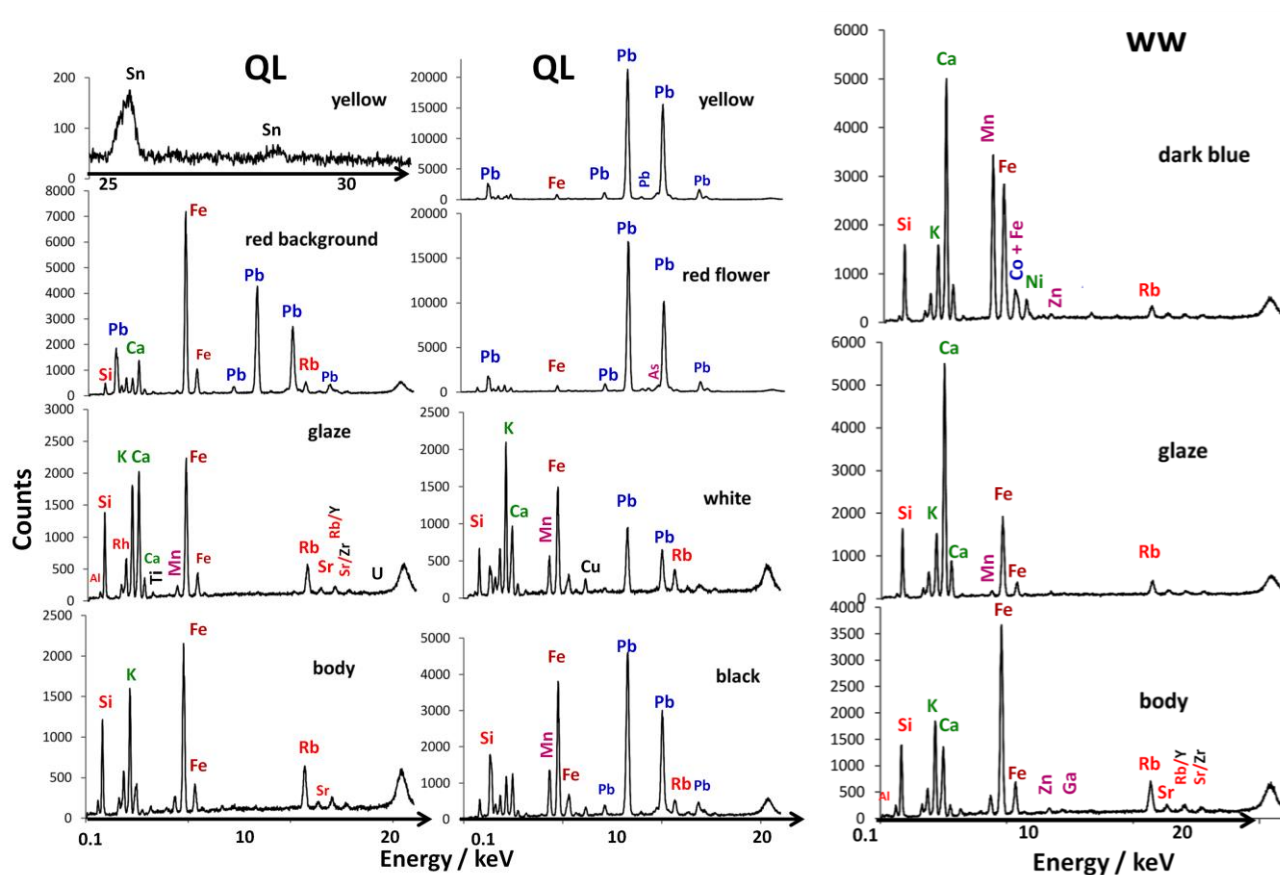 QL
Sn
Sn
yellow
200
100
0
25
30
8000
7000
6000
5000
4000
3000
2000
1000
0
Fe
red background
Pb
Pb
Pb
Ca
Si
Fe
Pb
Rb
Pb
3000
2500
2000
1500
1000
500
0
glaze
K Ca
Fe
Si
Rh
Al
Ca
Ti
Mn
Fe
Rb
Sr
Sr/Zr
Rb/Y
U
2500
2000
1500
1000
500
0
body
Fe
K
Si
Fe
Rb
Sr
0.1
10
20
Counts
QL
20000
15000
10000
5000
0
Pb
Pb
yellow
Pb
Fe
Pb
Pb
Pb
20000
15000
10000
5000
0
Pb
Pb
red flower
Pb
Fe
Pb
As
Pb
2500
2000
1500
1000
500
0
K
Fe
white
Si
Ca
Mn
Cu
Pb
Pb
Rb
5000
4000
3000
2000
1000
0
Fe
Pb
Pb
black
Si
Mn
Fe
Pb
Rb
Pb
0.1
10
20
Energy / keV
WW
6000
5000
4000
3000
2000
1000
0
Ca
Mn
Fe
dark blue
Si
K
Co + Fe
Ni
Zn
Rb
6000
5000
4000
3000
2000
1000
0
Ca
glaze
Si
K
Ca
Mn
Fe
Fe
Rb
4000
3500
3000
2500
2000
1500
1000
500
0
Fe
body
K
Si
Ca
Al
Fe
Zn
Ga
Rb
Sr
Rb/Y
Sr/Zr
0.1
10
20
Energy / keV